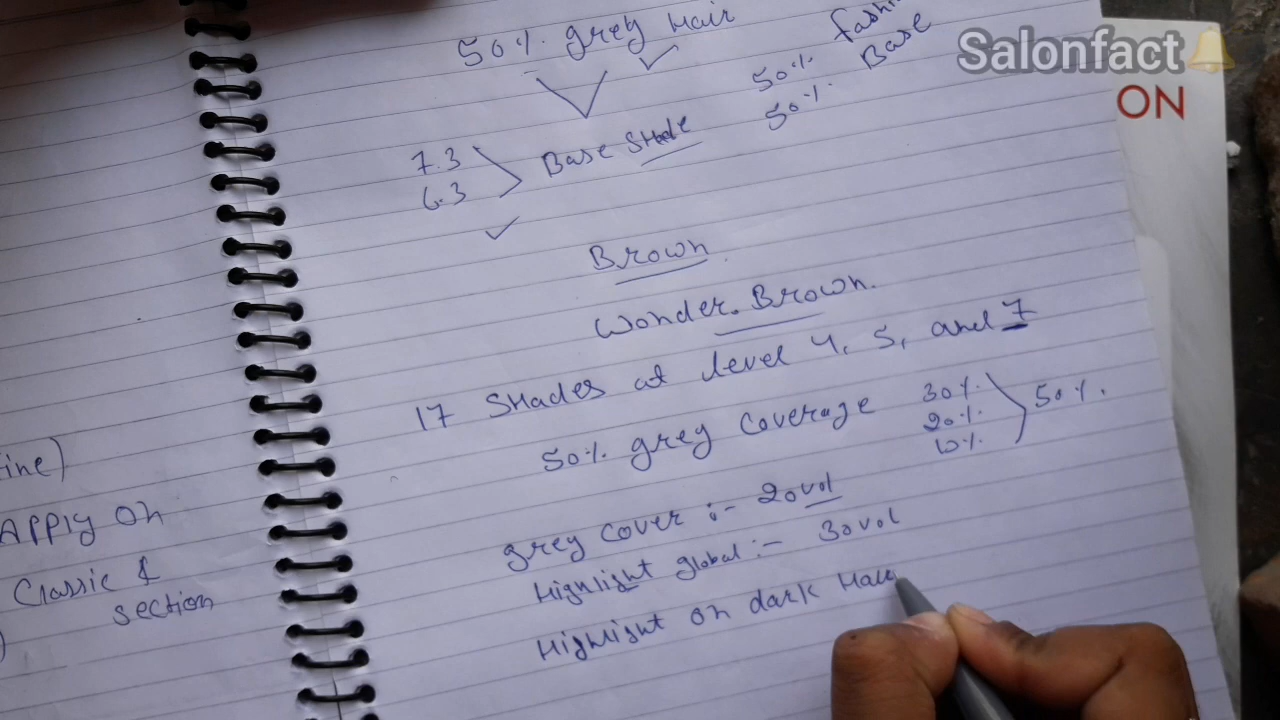 50% grey Hair
50% fashi
50% Base
7.3
6.3
Base Shade
Brown
Wonder Brown.
17 SHades at level 4, 5, and 7
50% grey coverage
30%
20%
10%
50%.
grey cover :- 20vol
Highlight global :- 30vol
Highlight on dark Hair
ine)
Apply on
Classic &
section
)
Salonfact
ON